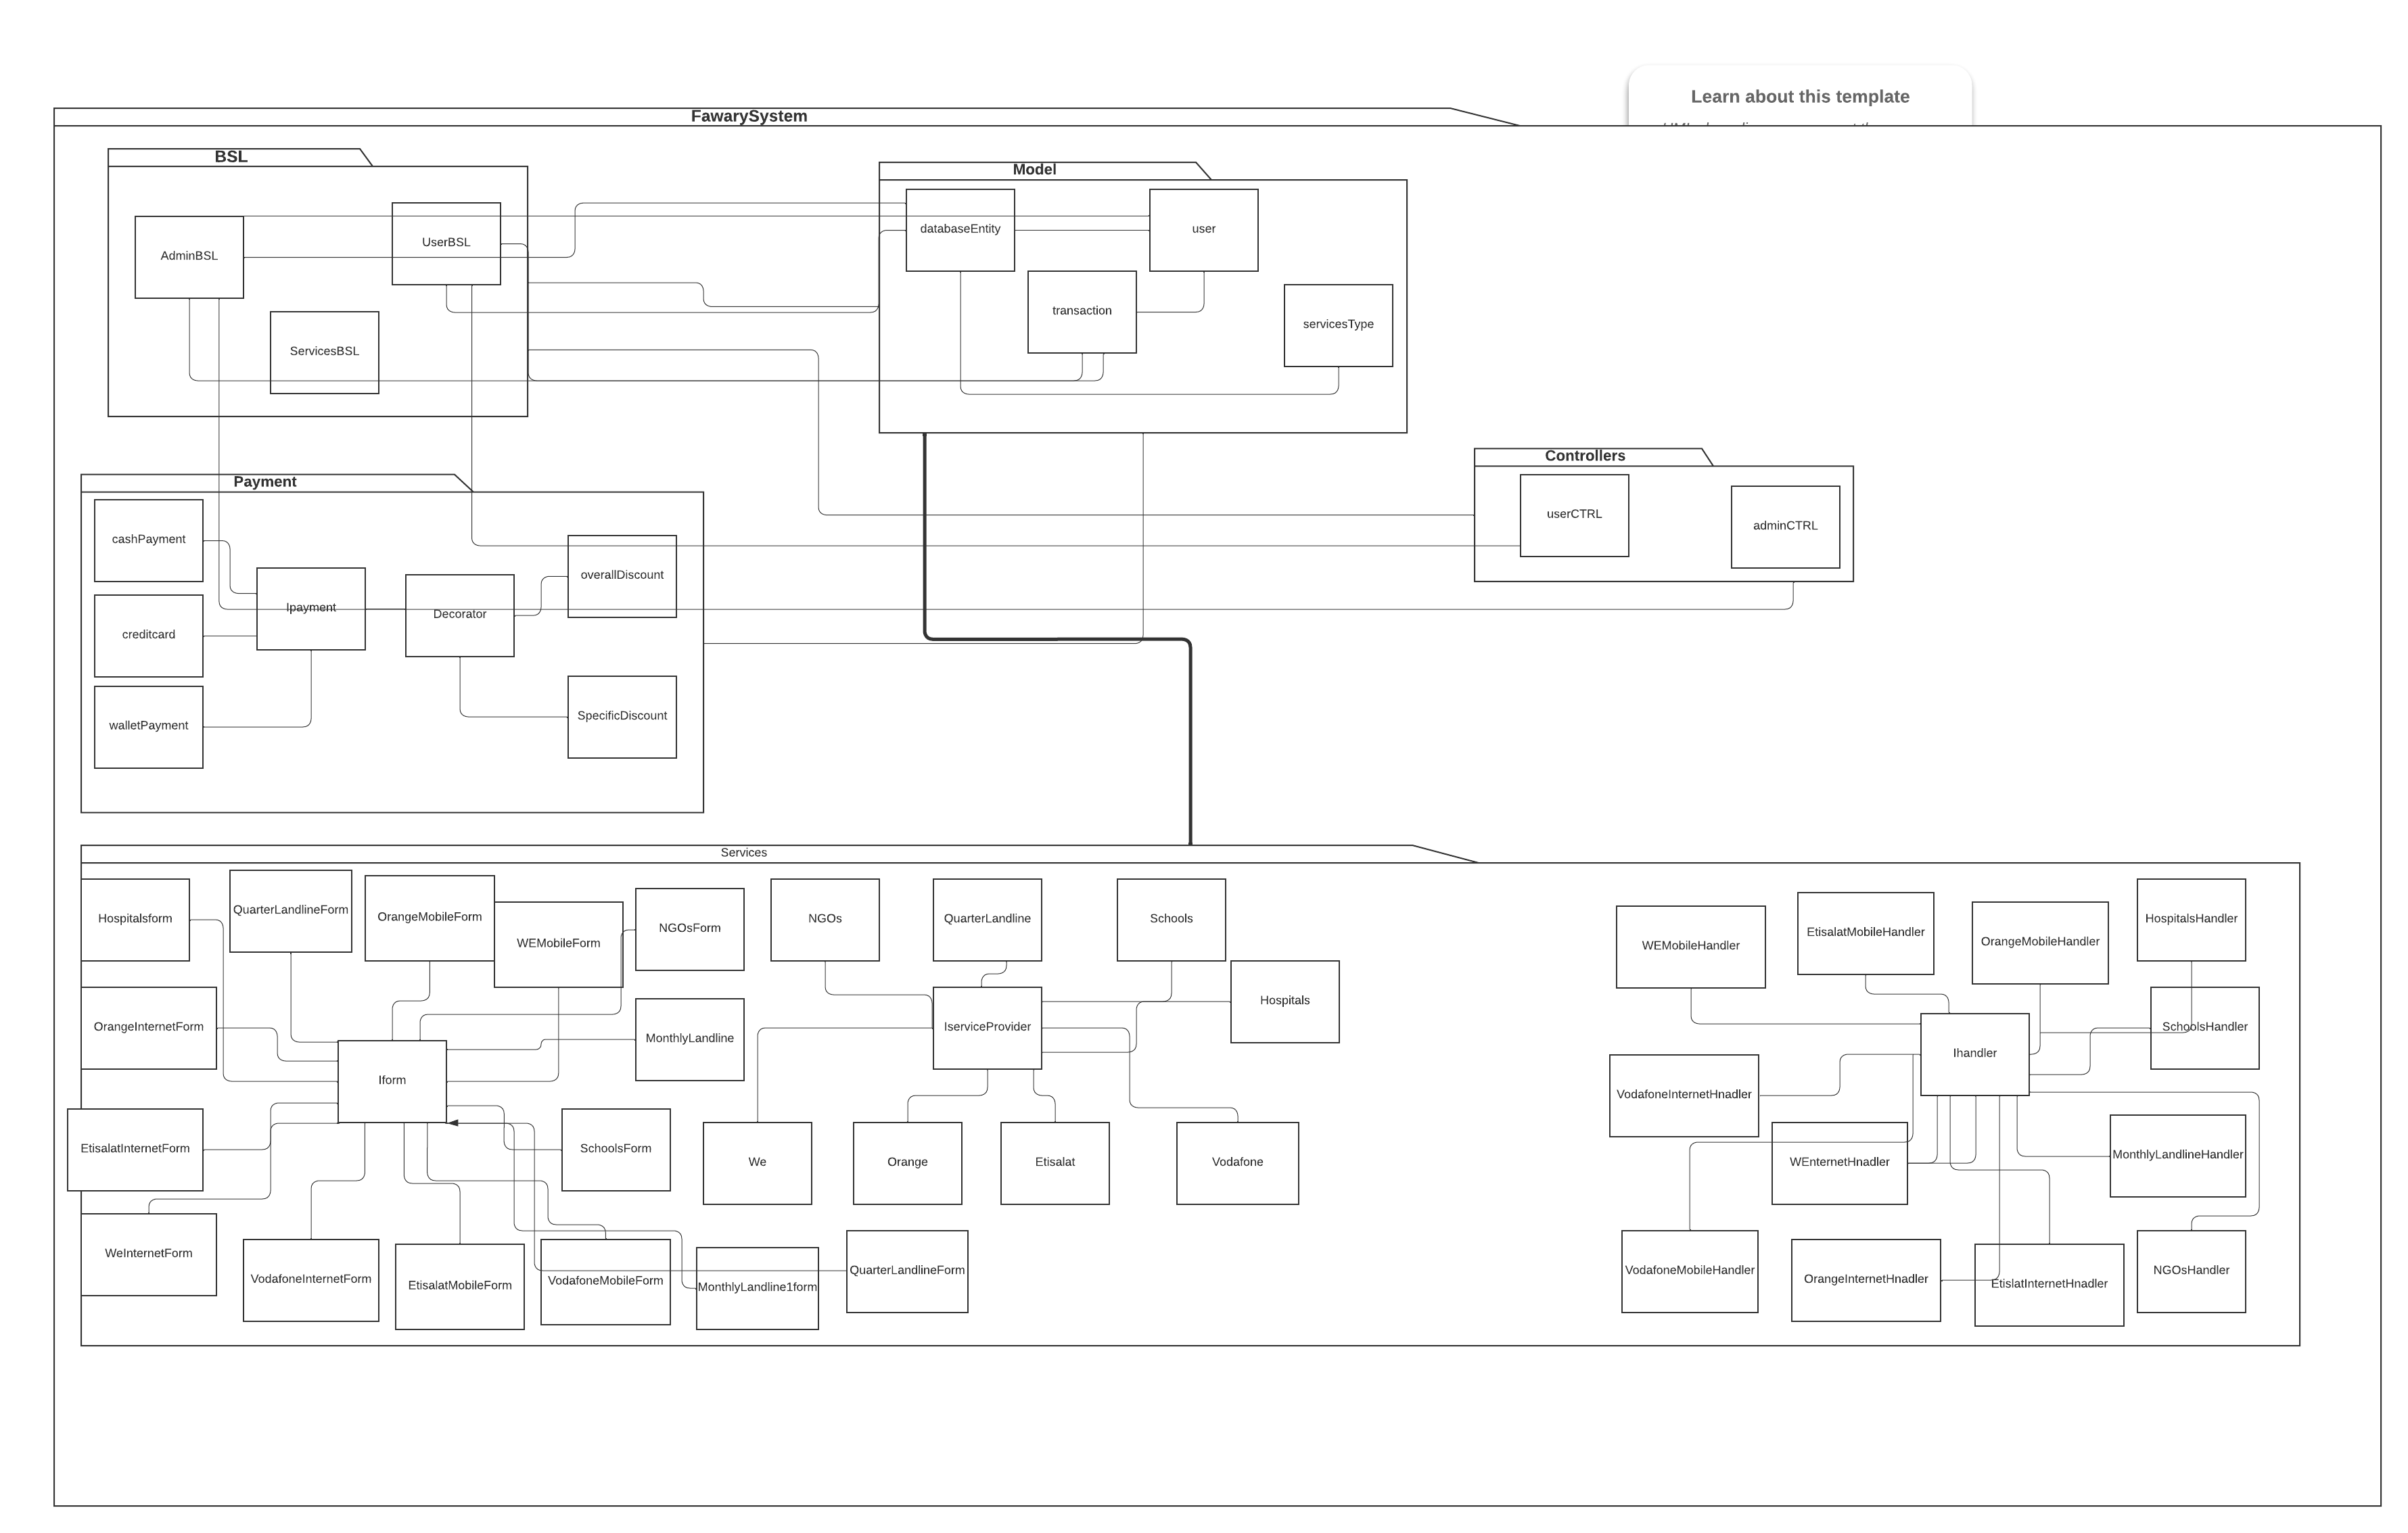 Learn about this template
FawarySystem
BSL
AdminBSL
UserBSL
ServicesBSL
Model
databaseEntity
user
transaction
servicesType
Controllers
userCTRL
adminCTRL
Payment
cashPayment
creditcard
walletPayment
Ipayment
Decorator
overallDiscount
SpecificDiscount
Services
Hospitalsform
QuarterLandlineForm
OrangeMobileForm
WEMobileForm
NGOsForm
OrangeInternetForm
Iform
MonthlyLandline
EtisalatInternetForm
SchoolsForm
WeInternetForm
VodafoneInternetForm
EtisalatMobileForm
VodafoneMobileForm
MonthlyLandline1form
QuarterLandlineForm
NGOs
QuarterLandline
Schools
Hospitals
IserviceProvider
We
Orange
Etisalat
Vodafone
WEMobileHandler
EtisalatMobileHandler
OrangeMobileHandler
HospitalsHandler
SchoolsHandler
Ihandler
VodafoneInternetHnadler
WEnternetHnadler
MonthlyLandlineHandler
VodafoneMobileHandler
OrangeInternetHnadler
EtislatInternetHnadler
NGOsHandler